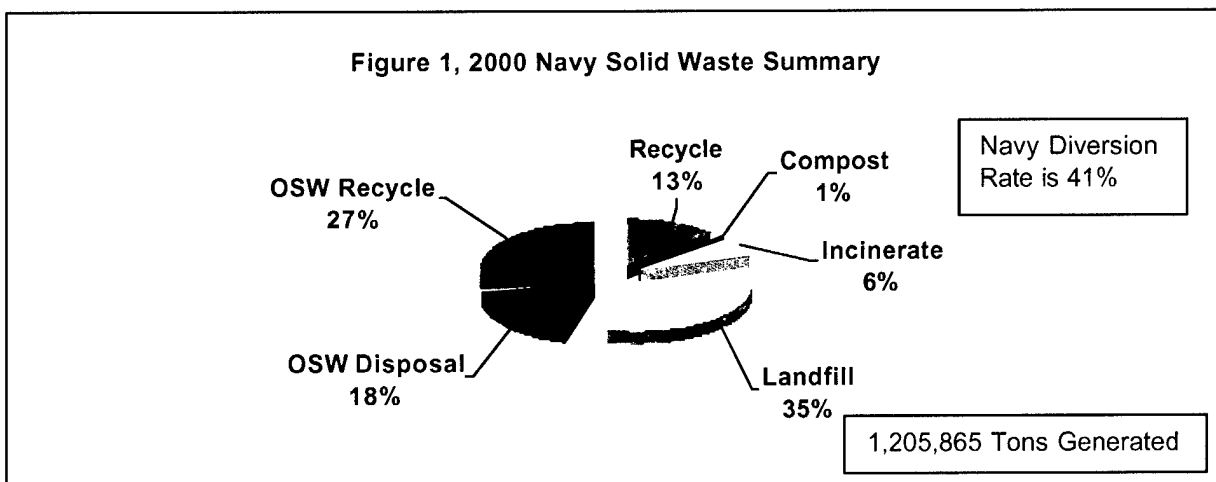 Figure 1, 2000 Navy Solid Waste Summary
Navy Diversion
Rate is 41%
Recycle
13%
Compost
1%
OSW Recycle
27%
Incinerate
6%
OSW Disposal
18%
Landfill
35%
1,205,865 Tons Generated